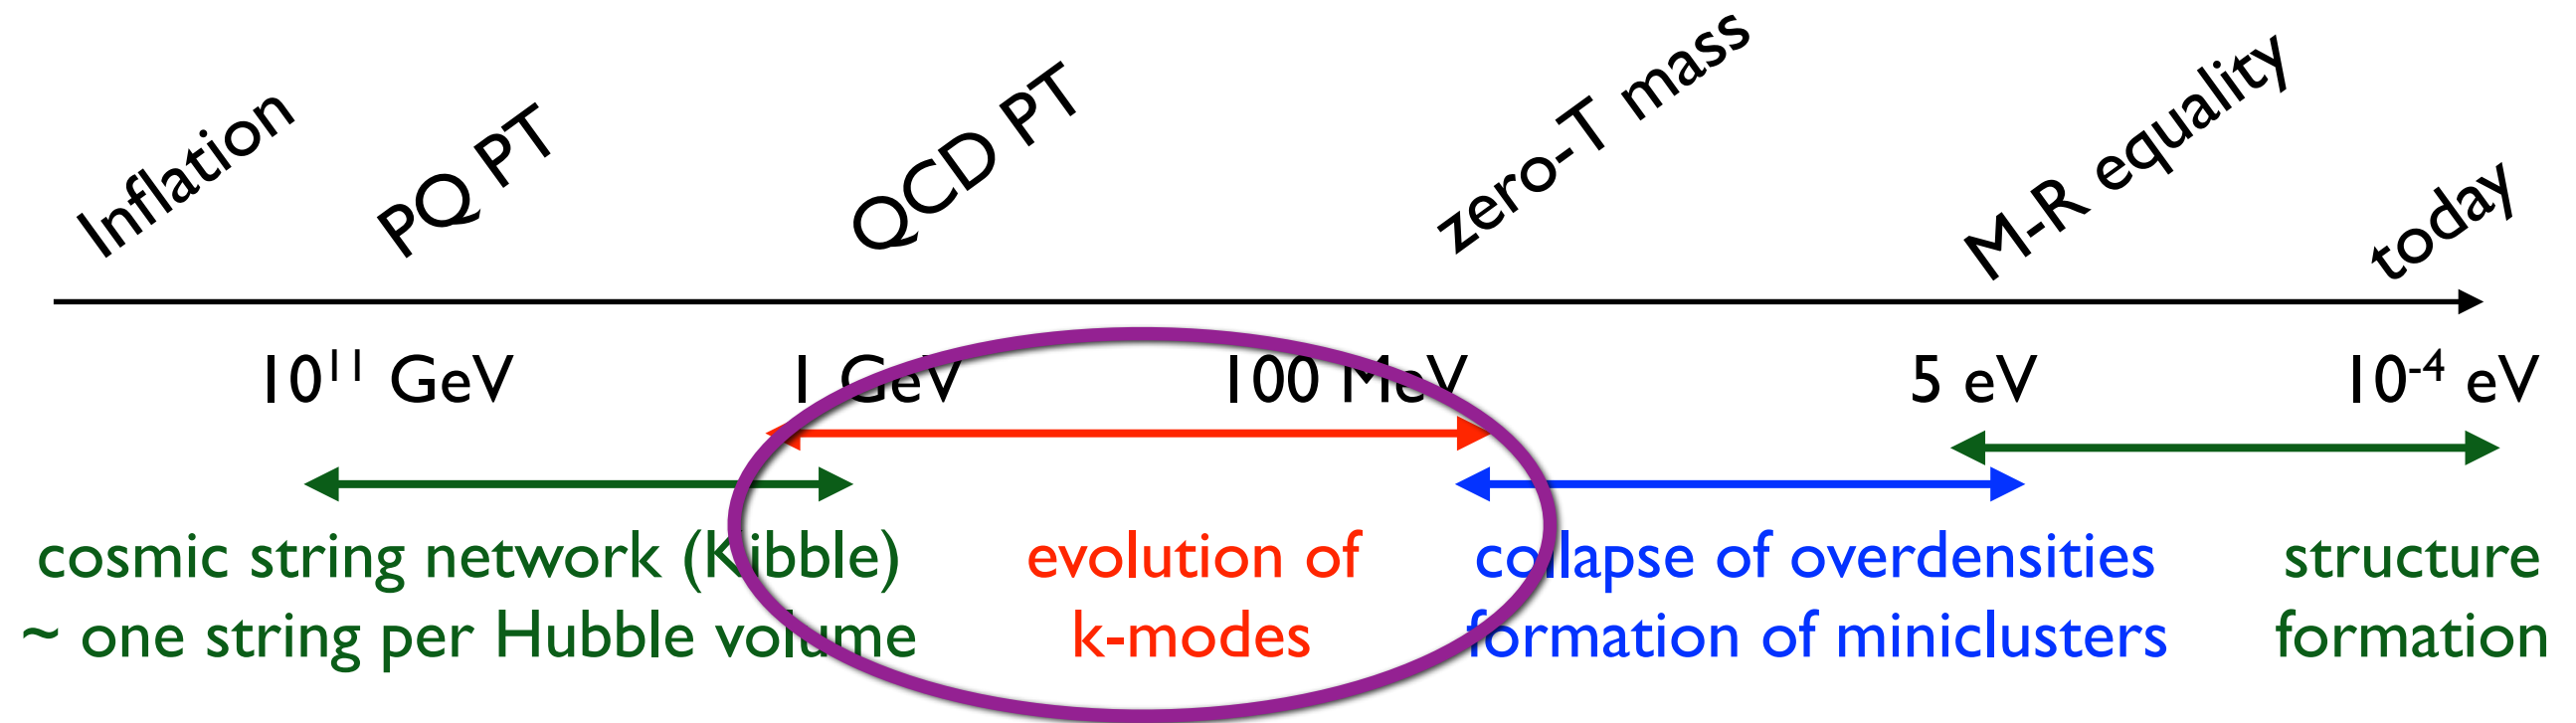 Inflation PQ PT QCD PT zero-T mass M-R equality today
10¹¹ GeV 1 GeV 100 MeV 5 eV 10⁻⁴ eV
cosmic string network (Kibble) evolution of collapse of overdensities structure
~ one string per Hubble volume k-modes formation of miniclusters formation